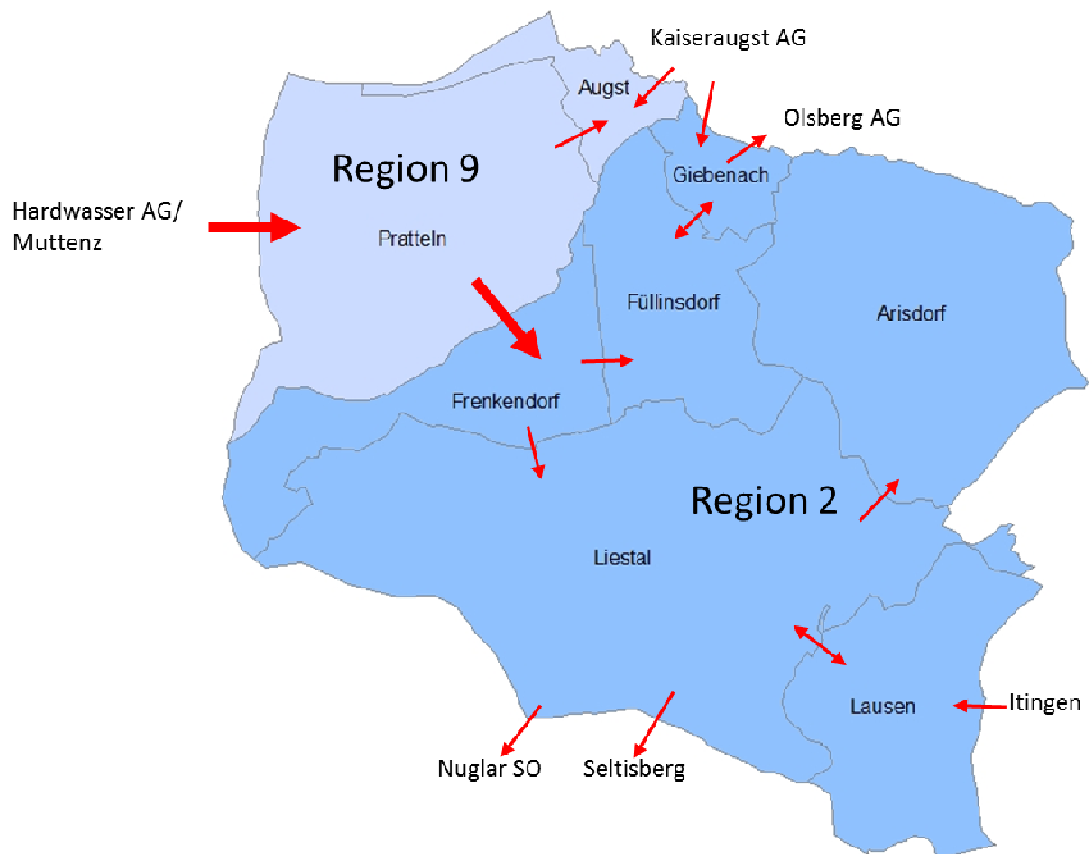 Kaiseraugst AG
Augst
Olsberg AG
Region 9
Giebenach
Hardwasser AG/
Muttenz
Pratteln
Füllinsdorf
Arisdorf
Frenkendorf
Region 2
Liestal
Lausen
Itingen
Nuglar SO
Seltisberg